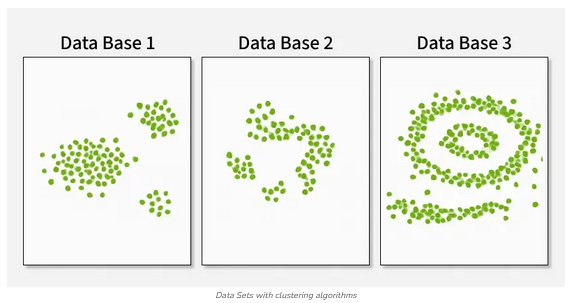 Data Base 1
Data Base 2
Data Base 3
Data Sets with clustering algorithms